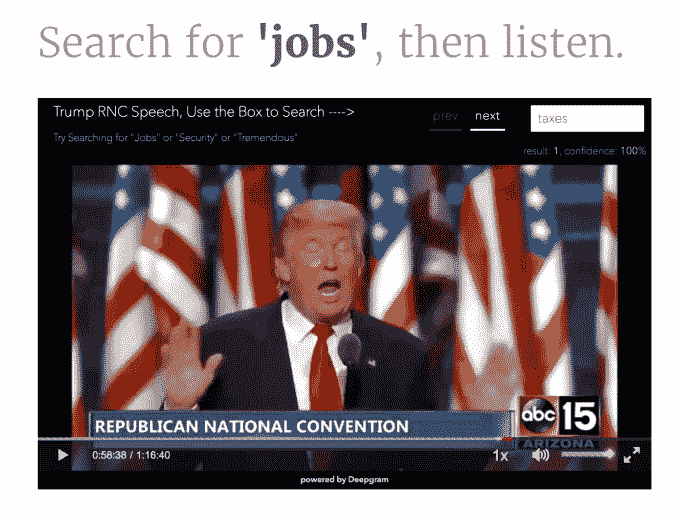 Search for 'jobs', then listen.
Trump RNC Speech, Use the Box to Search ---->
prev next
taxes
Try Searching for "Jobs" or "Security" or "Tremendous"
result: 1, confidence: 100%
abc 15
REPUBLICAN NATIONAL CONVENTION
ARIZONA
0:58:38 / 1:16:40
1x
powered by Deepgram